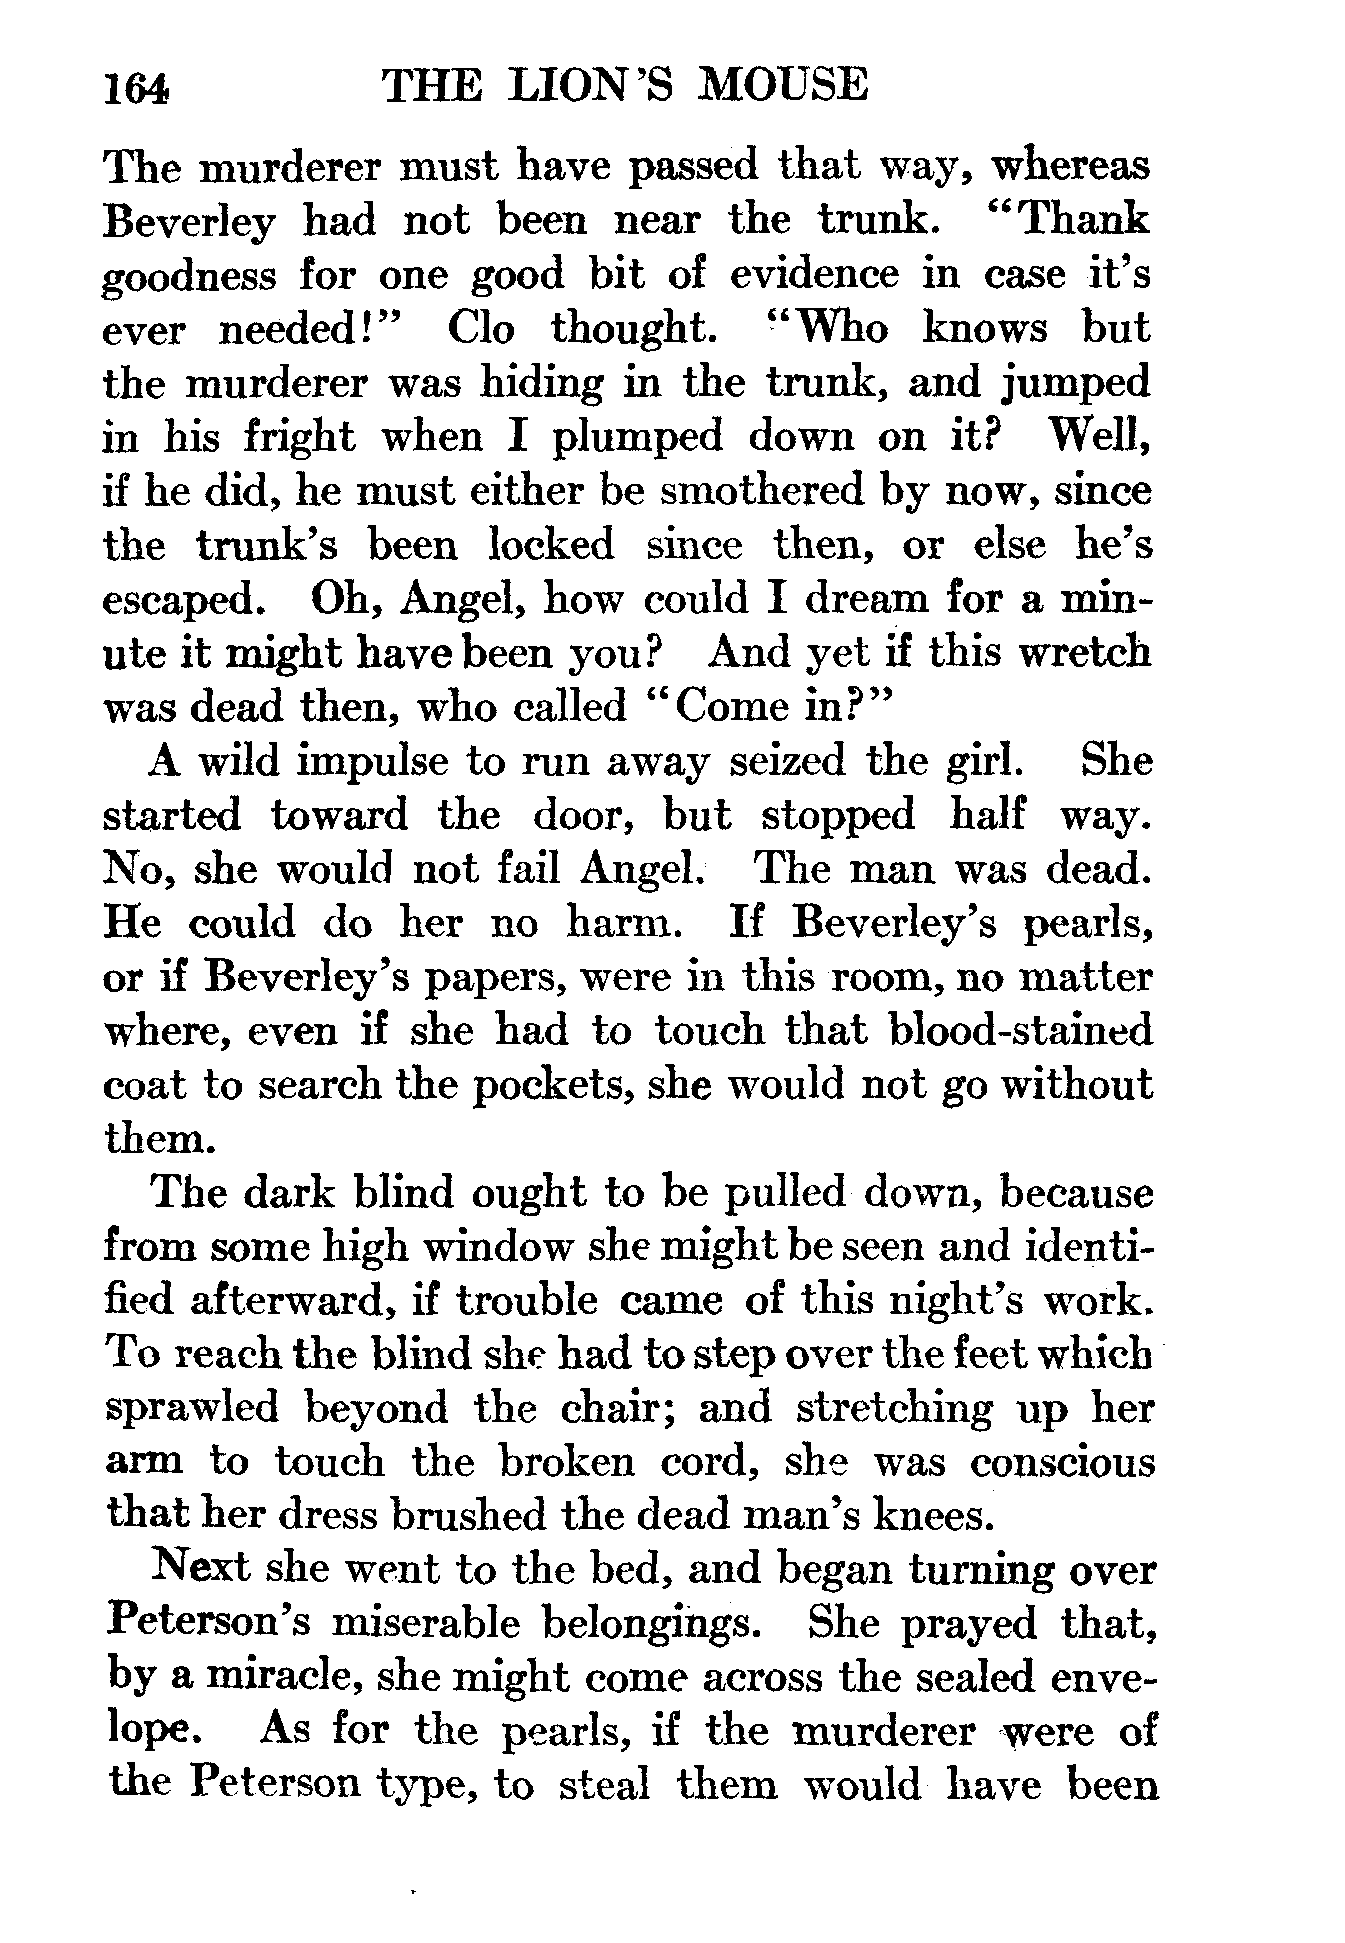 164 THE LION'S MOUSE
The murderer must have passed that way, whereas
Beverley had not been near the trunk. "Thank
goodness for one good bit of evidence in case it's
ever needed!" Clo thought. "Who knows but
the murderer was hiding in the trunk, and jumped
in his fright when I plumped down on it? Well,
if he did, he must either be smothered by now, since
the trunk's been locked since then, or else he's
escaped. Oh, Angel, how could I dream for a min-
ute it might have been you? And yet if this wretch
was dead then, who called "Come in?"
A wild impulse to run away seized the girl. She
started toward the door, but stopped half way.
No, she would not fail Angel. The man was dead.
He could do her no harm. If Beverley's pearls,
or if Beverley's papers, were in this room, no matter
where, even if she had to touch that blood-stained
coat to search the pockets, she would not go without
them.
The dark blind ought to be pulled down, because
from some high window she might be seen and identi-
fied afterward, if trouble came of this night's work.
To reach the blind she had to step over the feet which
sprawled beyond the chair; and stretching up her
arm to touch the broken cord, she was conscious
that her dress brushed the dead man's knees.
Next she went to the bed, and began turning over
Peterson's miserable belongings. She prayed that,
by a miracle, she might come across the sealed enve-
lope. As for the pearls, if the murderer were of
the Peterson type, to steal them would have been